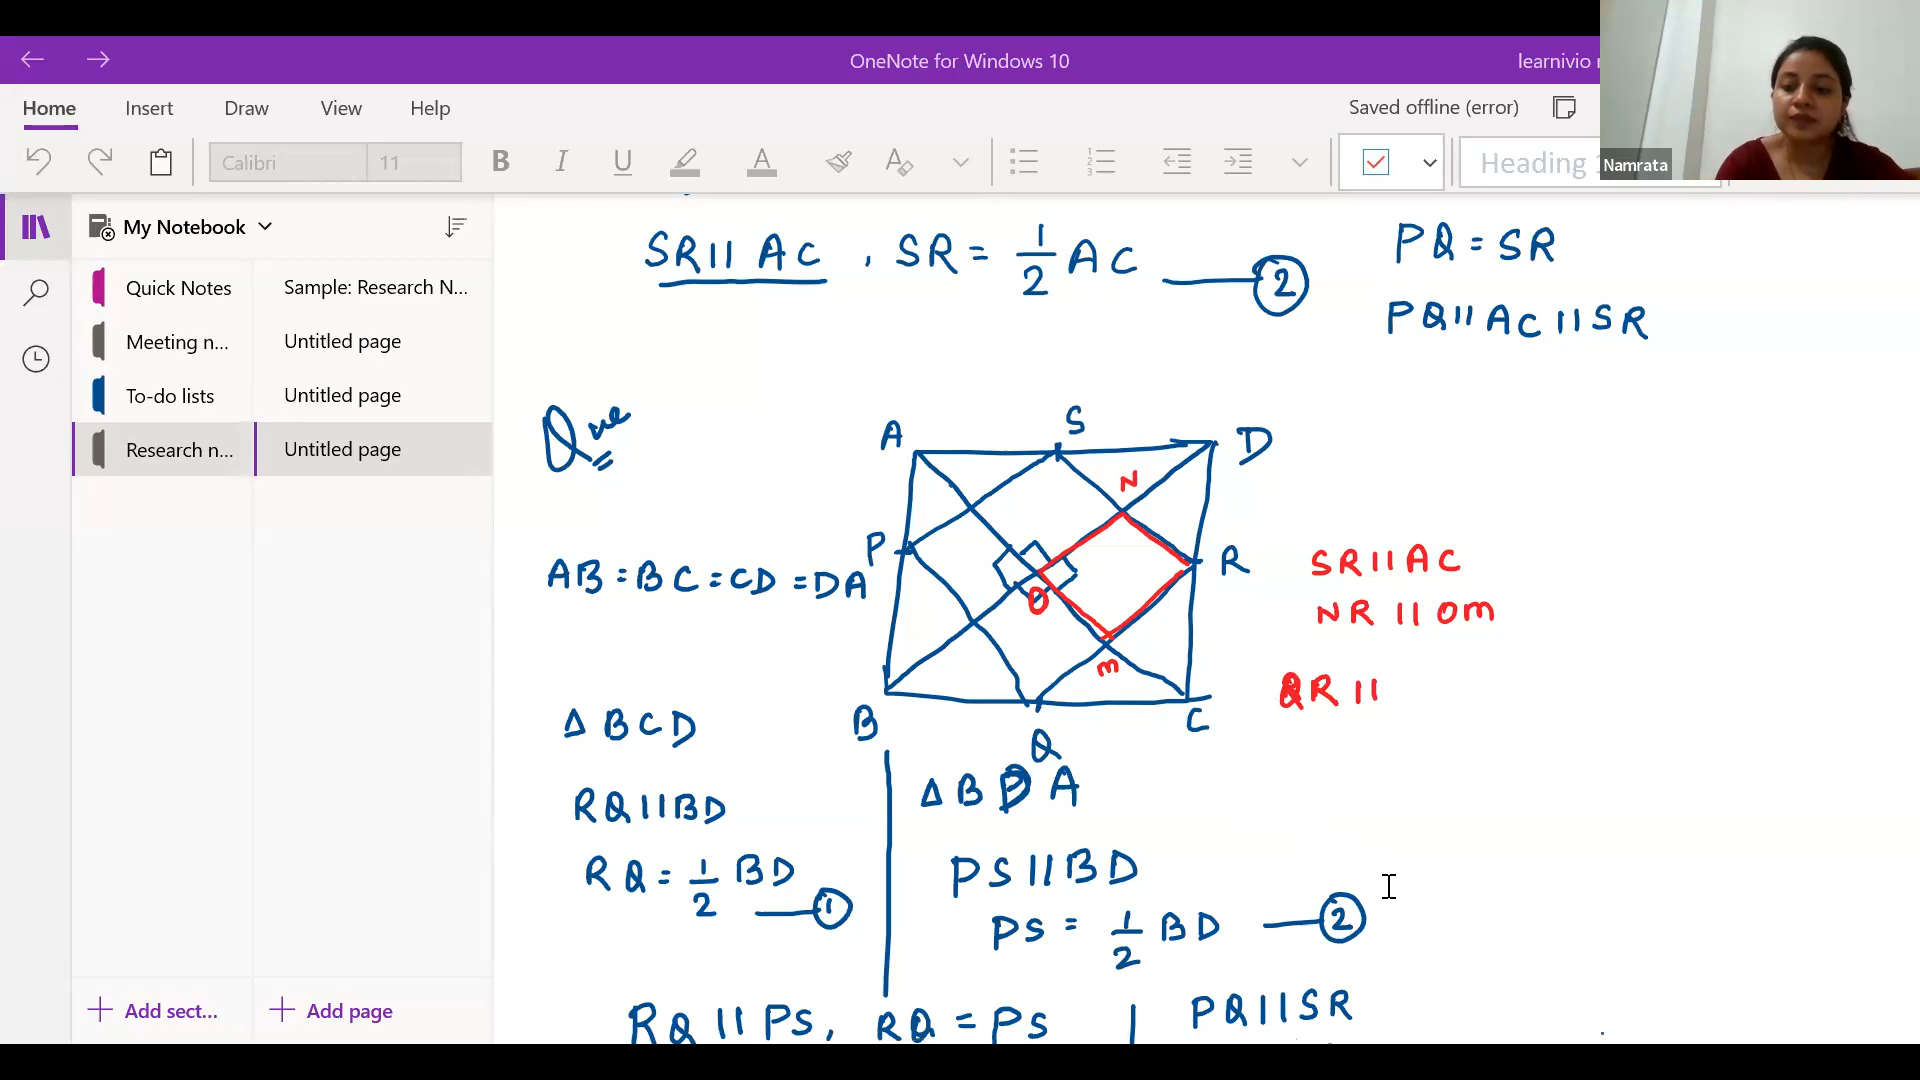 OneNote for Windows 10
learnivio
Home Insert Draw View Help
Saved offline (error)
Calibri 11
B I U A
Heading
Namrata
My Notebook
Quick Notes
Meeting n...
To-do lists
Research n...
Sample: Research N...
Untitled page
Untitled page
Untitled page
Add sect...
Add page
SR || AC , SR = 1/2 AC —— 2
PQ = SR
PQ || AC || SR
Que
A S D
N
P R
O
M
B Q C
AB = BC = CD = DA
SR || AC
NR || OM
QR ||
Δ BCD
RQ || BD
RQ = 1/2 BD —— 1
Δ BDA
PS || BD
PS = 1/2 BD —— 2
RQ || PS, RQ = PS | PQ || SR